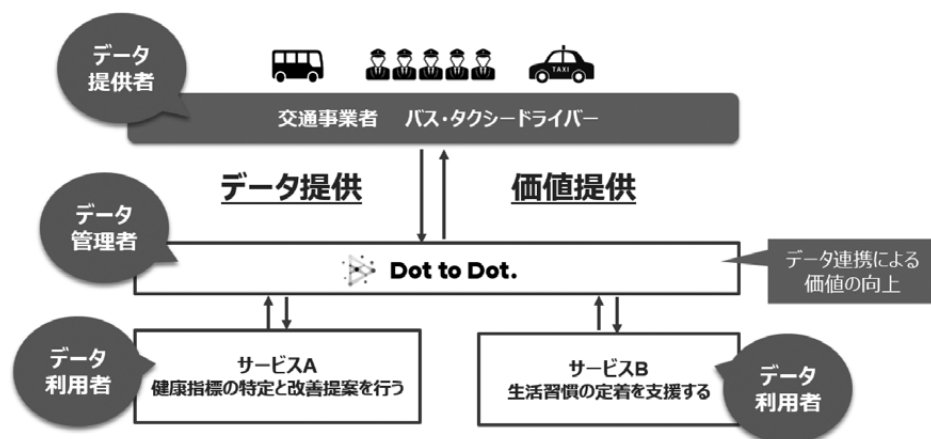 データ
提供者
TAXI
交通事業者 バス・タクシードライバー
データ提供
価値提供
データ
管理者
Dot to Dot.
データ連携による
価値の向上
データ
利用者
サービスA
健康指標の特定と改善提案を行う
サービスB
生活習慣の定着を支援する
データ
利用者